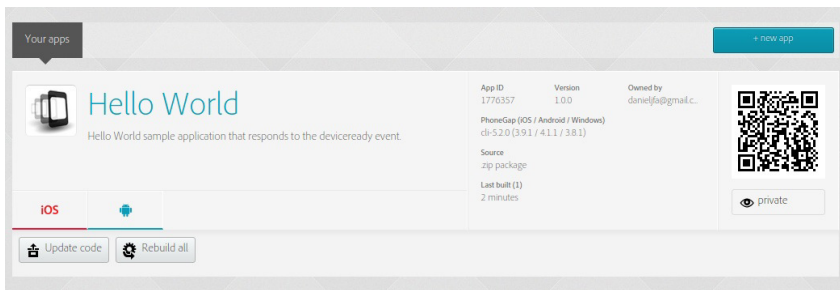 Your apps
+ new app
Hello World
Hello World sample application that responds to the deviceready event.
App ID Version Owned by
1776357 1.0.0 danieljfa@gmail.c..
PhoneGap (iOS / Android / Windows)
cli-5.2.0 (3.9.1 / 4.1.1 / 3.8.1)
Source
.zip package
Last built (1)
2 minutes
private
iOS
Update code Rebuild all